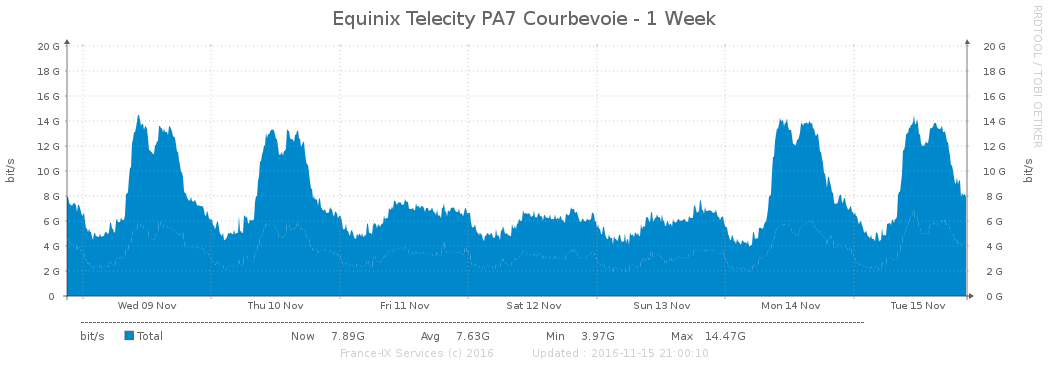 Equinix Telecity PA7 Courbevoie - 1 Week
RRDTOOL / TOBI OETIKER
bit/s
20 G 20 G
18 G 18 G
16 G 16 G
14 G 14 G
12 G 12 G
10 G 10 G
8 G 8 G
6 G 6 G
4 G 4 G
2 G 2 G
0 0 G
bit/s
Wed 09 Nov Thu 10 Nov Fri 11 Nov Sat 12 Nov Sun 13 Nov Mon 14 Nov Tue 15 Nov
bit/s Total Now 7.89G Avg 7.63G Min 3.97G Max 14.47G
France-IX Services (c) 2016 Updated : 2016-11-15 21:00:10